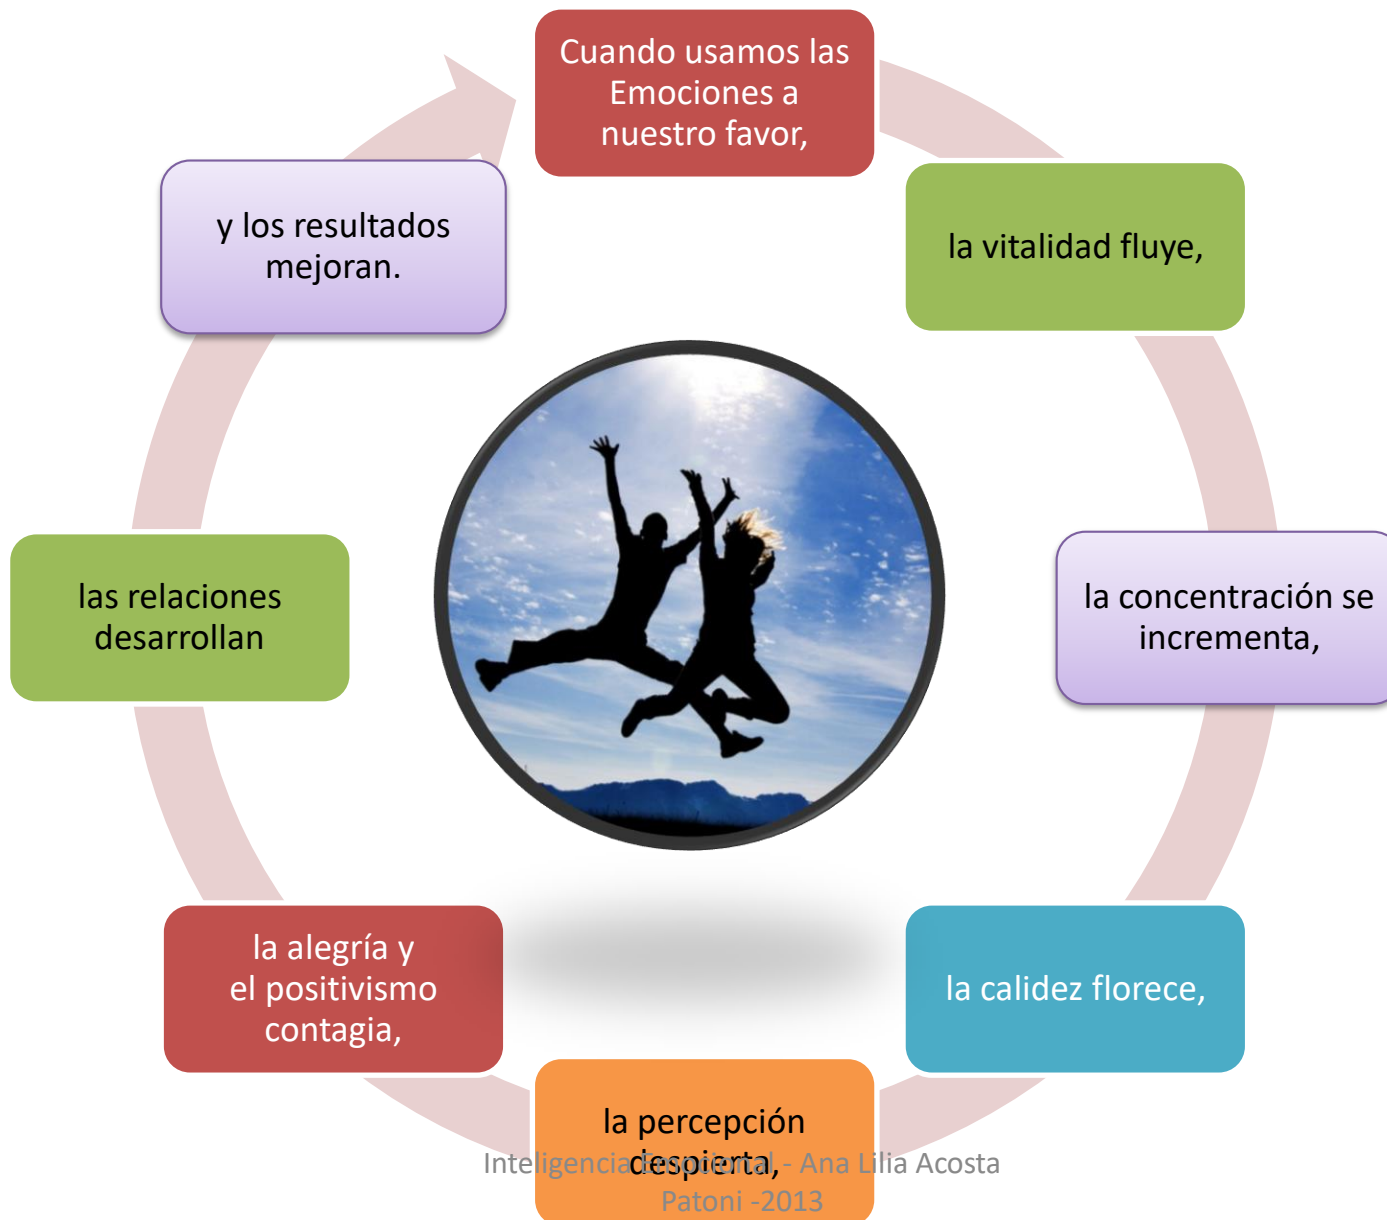 Cuando usamos las
Emociones a
nuestro favor,
la vitalidad fluye,
la concentración se
incrementa,
la calidez florece,
la percepción
despierta,
la alegría y
el positivismo
contagia,
las relaciones
desarrollan
y los resultados
mejoran.
Inteligencia Emocional - Ana Lilia Acosta
Patoni -2013